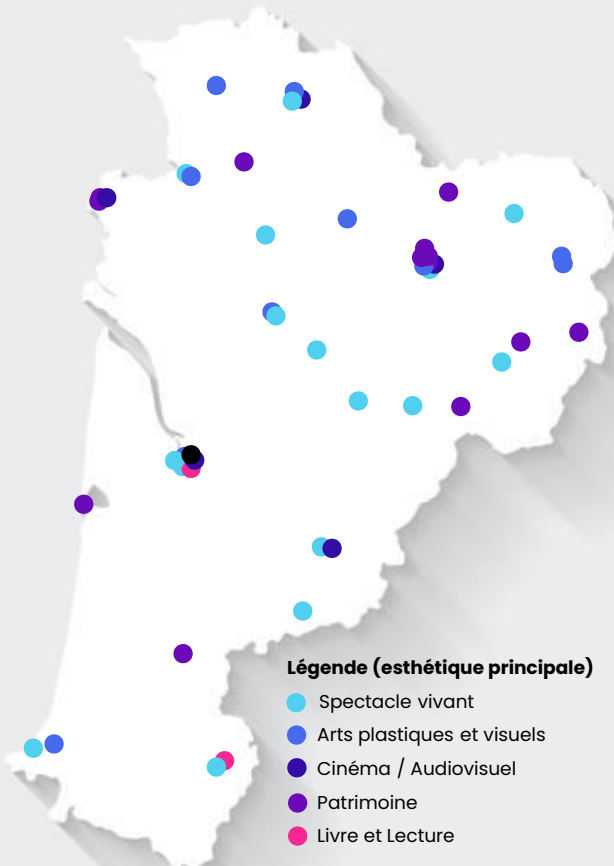 Légende (esthétique principale)
Spectacle vivant
Arts plastiques et visuels
Cinéma / Audiovisuel
Patrimoine
Livre et Lecture